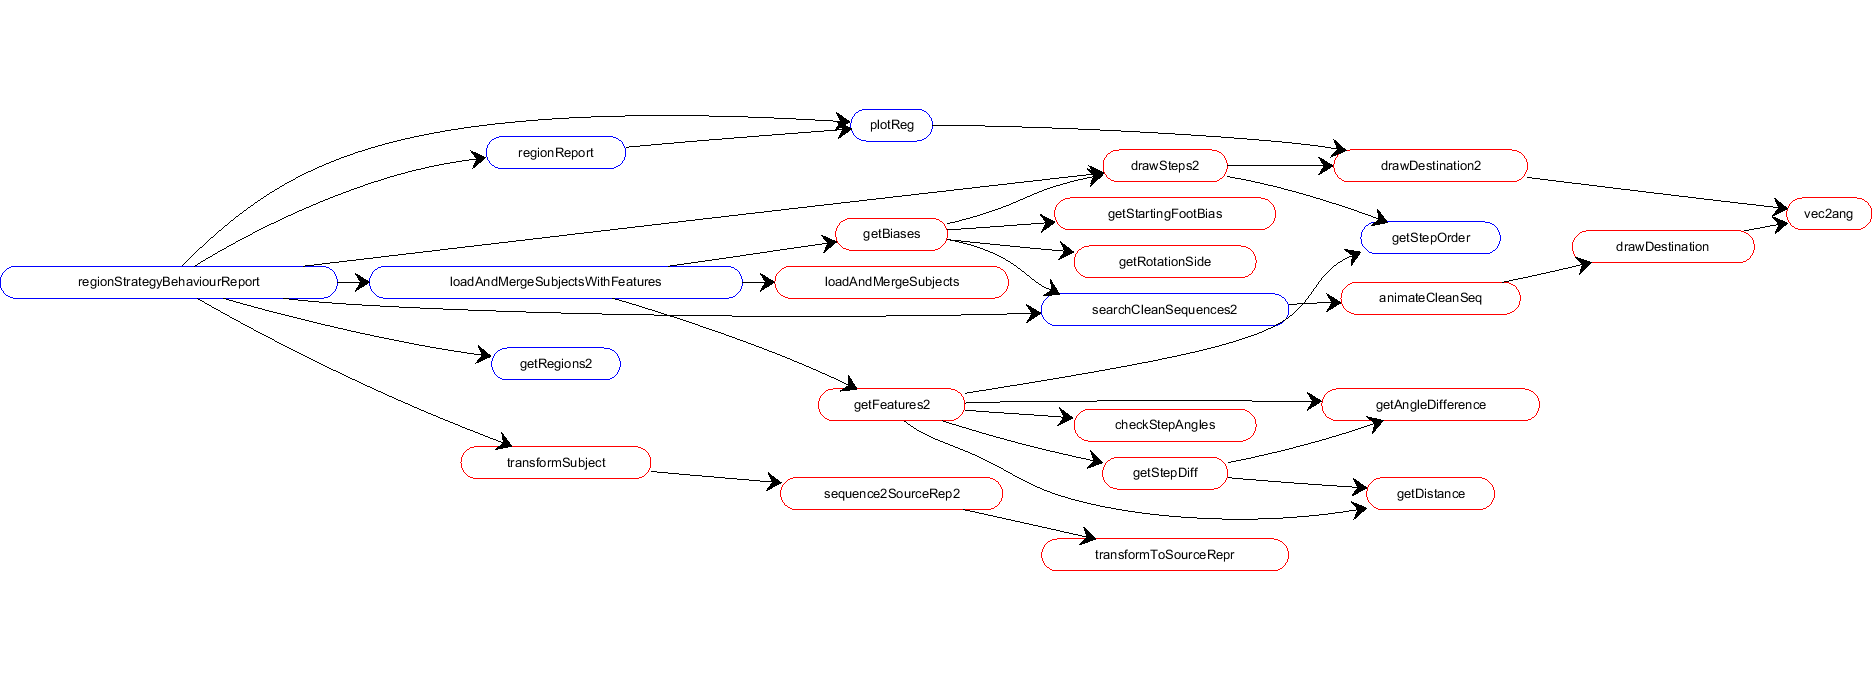 plotReg
regionReport
drawSteps2
drawDestination2
getStartingFootBias
vec2ang
getBiases
getStepOrder
drawDestination
getRotationSide
regionStrategyBehaviourReport
loadAndMergeSubjectsWithFeatures
loadAndMergeSubjects
animateCleanSeq
searchCleanSequences2
getRegions2
getFeatures2
getAngleDifference
checkStepAngles
transformSubject
getStepDiff
sequence2SourceRep2
getDistance
transformToSourceRepr